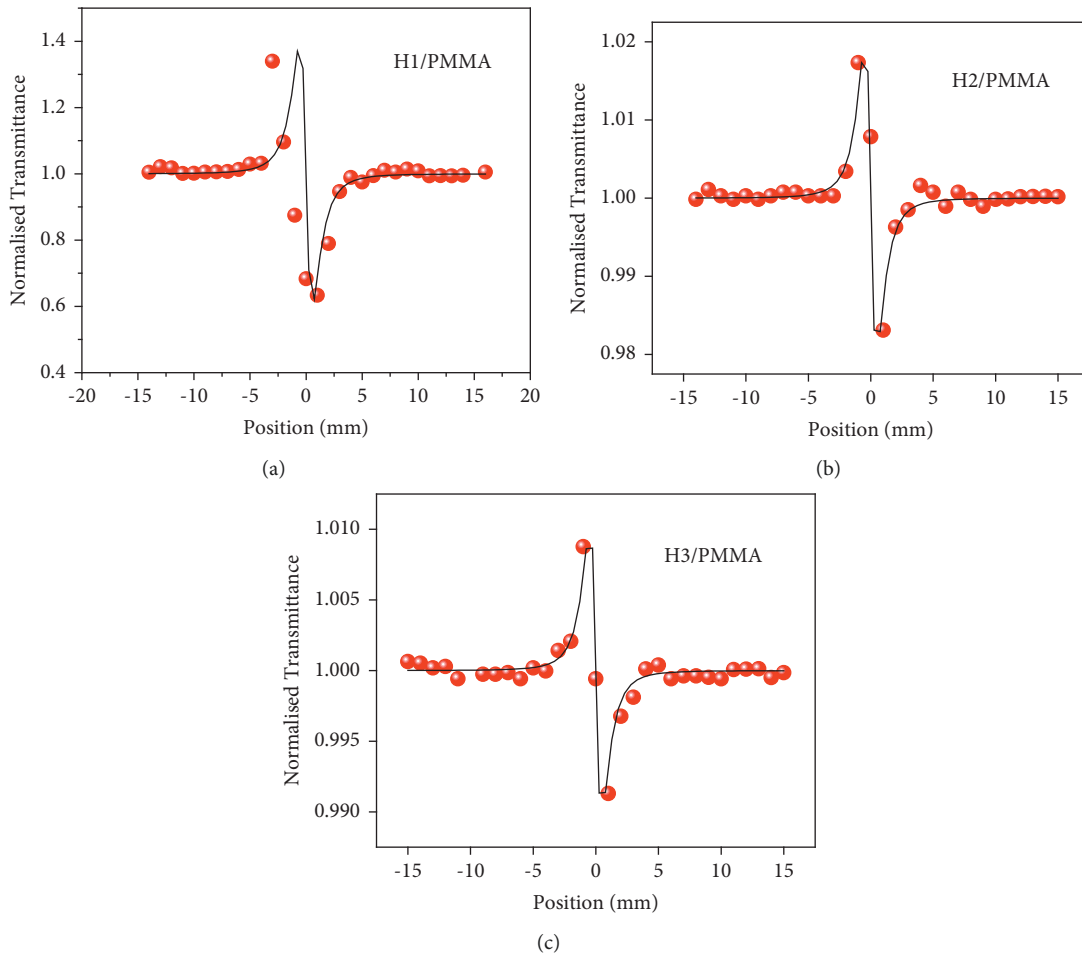 1.4
1.2
1.0
0.8
0.6
0.4
Normalised Transmittance
H1/PMMA
-20 -15 -10 -5 0 5 10 15 20
Position (mm)
(a)
1.02
1.01
1.00
0.99
0.98
Normalised Transmittance
H2/PMMA
-15 -10 -5 0 5 10 15
Position (mm)
(b)
1.010
1.005
1.000
0.995
0.990
Normalised Transmittance
H3/PMMA
-15 -10 -5 0 5 10 15
Position (mm)
(c)